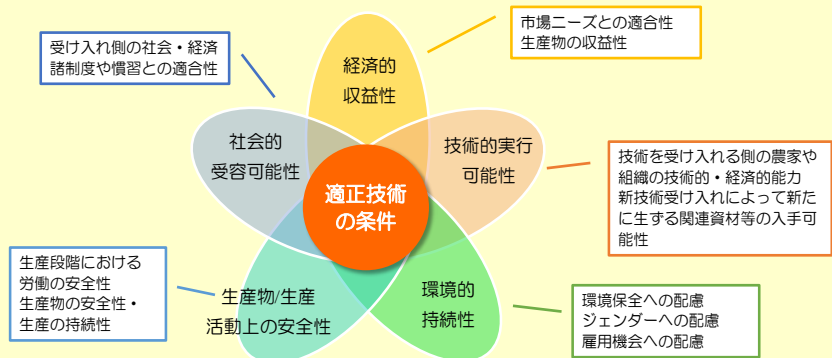 市場ニーズとの適合性
生産物の収益性
受け入れ側の社会・経済
諸制度や慣習との適合性
経済的
収益性
社会的
受容可能性
技術的実行
可能性
技術を受け入れる側の農家や
組織の技術的・経済的能力
新技術受け入れによって新た
に生する関連資材等の入手可
能性
適正技術
の条件
生産段階における
労働の安全性
生産物の安全性・
生産の持続性
生産物/生産
活動上の安全性
環境的
持続性
環境保全への配慮
ジェンダーへの配慮
雇用機会への配慮